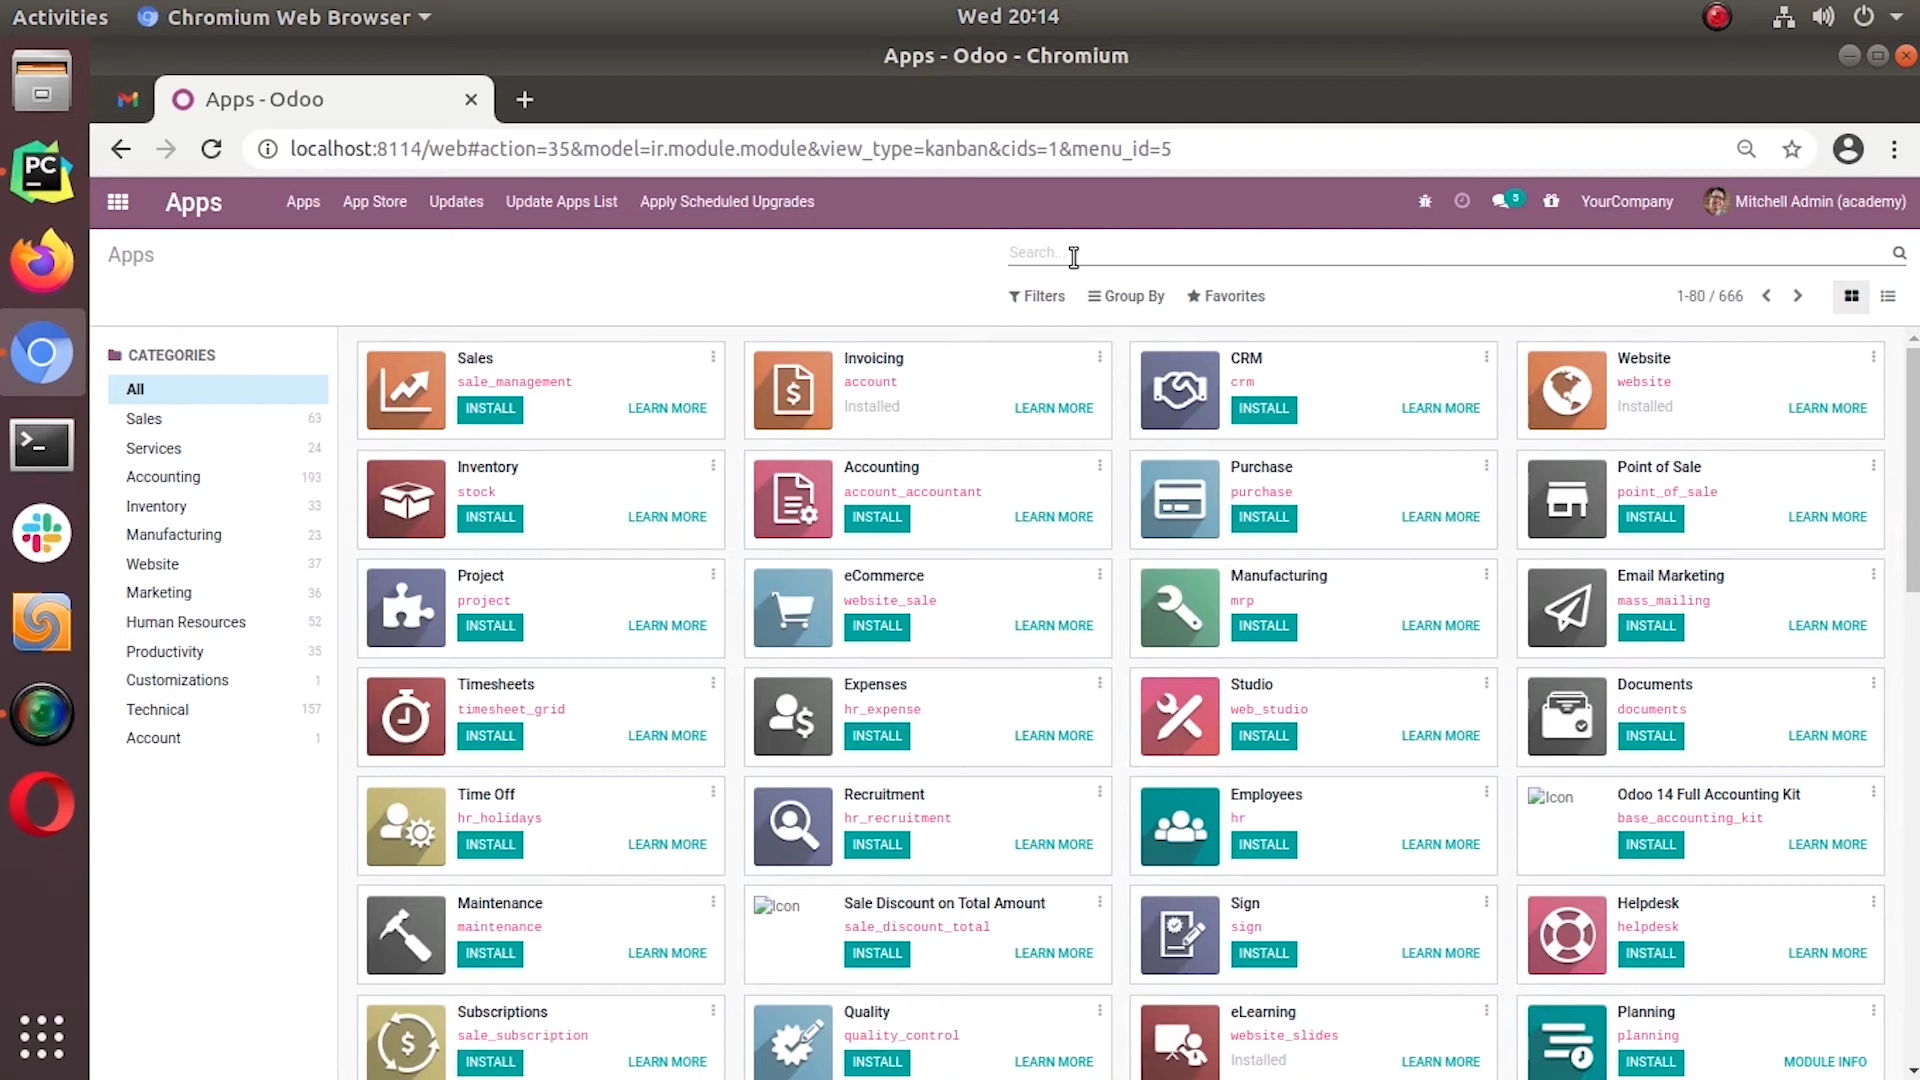 Activities
Chromium Web Browser
Wed 20:14
Apps - Odoo - Chromium
Apps - Odoo
localhost:8114/web#action=35&model=ir.module.module&view_type=kanban&cids=1&menu_id=5
Apps
Apps
App Store
Updates
Update Apps List
Apply Scheduled Upgrades
5
YourCompany
Mitchell Admin (academy)
Apps
Search...
Filters
Group By
Favorites
1-80 / 666
CATEGORIES
All
Sales 63
Services 24
Accounting 193
Inventory 33
Manufacturing 23
Website 37
Marketing 36
Human Resources 52
Productivity 35
Customizations 1
Technical 157
Account 1
Sales
sale_management
INSTALL LEARN MORE
Invoicing
account
Installed LEARN MORE
CRM
crm
INSTALL LEARN MORE
Website
website
Installed LEARN MORE
Inventory
stock
INSTALL LEARN MORE
Accounting
account_accountant
INSTALL LEARN MORE
Purchase
purchase
INSTALL LEARN MORE
Point of Sale
point_of_sale
INSTALL LEARN MORE
Project
project
INSTALL LEARN MORE
eCommerce
website_sale
INSTALL LEARN MORE
Manufacturing
mrp
INSTALL LEARN MORE
Email Marketing
mass_mailing
INSTALL LEARN MORE
Timesheets
timesheet_grid
INSTALL LEARN MORE
Expenses
hr_expense
INSTALL LEARN MORE
Studio
web_studio
INSTALL LEARN MORE
Documents
documents
INSTALL LEARN MORE
Time Off
hr_holidays
INSTALL LEARN MORE
Recruitment
hr_recruitment
INSTALL LEARN MORE
Employees
hr
INSTALL LEARN MORE
Icon
Odoo 14 Full Accounting Kit
base_accounting_kit
INSTALL LEARN MORE
Maintenance
maintenance
INSTALL LEARN MORE
Icon
Sale Discount on Total Amount
sale_discount_total
INSTALL LEARN MORE
Sign
sign
INSTALL LEARN MORE
Helpdesk
helpdesk
INSTALL LEARN MORE
Subscriptions
sale_subscription
INSTALL LEARN MORE
Quality
quality_control
INSTALL LEARN MORE
eLearning
website_slides
Installed LEARN MORE
Planning
planning
INSTALL MODULE INFO
PC